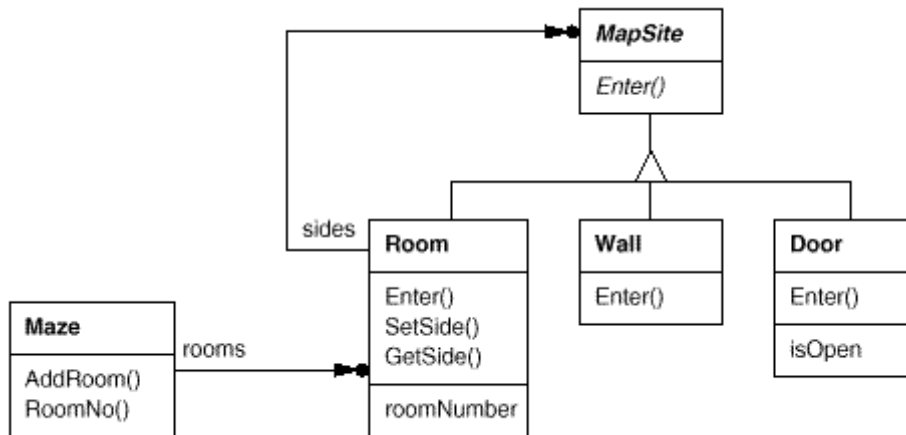 MapSite
Enter()
sides
Room
Enter()
SetSide()
GetSide()
roomNumber
Wall
Enter()
Door
Enter()
isOpen
Maze
AddRoom()
RoomNo()
rooms